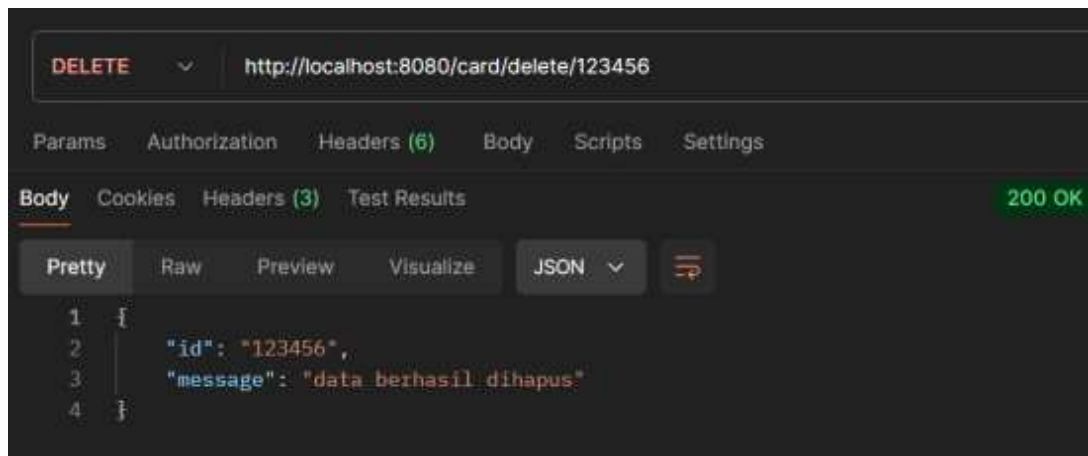 DELETE http://localhost:8080/card/delete/123456
Params Authorization Headers (6) Body Scripts Settings
Body Cookies Headers (3) Test Results 200 OK
Pretty Raw Preview Visualize JSON
1 {
2 "id": "123456",
3 "message": "data berhasil dihapus"
4 }